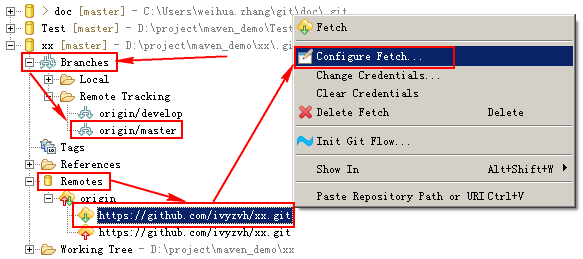 > doc [master] - C:\Users\weihua.zhang\git\doc\.git
Test [master] - D:\project\maven_demo\Test
xx [master] - D:\project\maven_demo\xx\.git
Branches
Local
Remote Tracking
origin/develop
origin/master
Tags
References
Remotes
origin
https://github.com/ivyzvh/xx.git
https://github.com/ivyzvh/xx.git
Working Tree - D:\project\maven_demo\xx
Fetch
Configure Fetch...
Change Credentials...
Clear Credentials
Delete Fetch Delete
Init Git Flow...
Show In Alt+Shift+W
Paste Repository Path or URI Ctrl+V